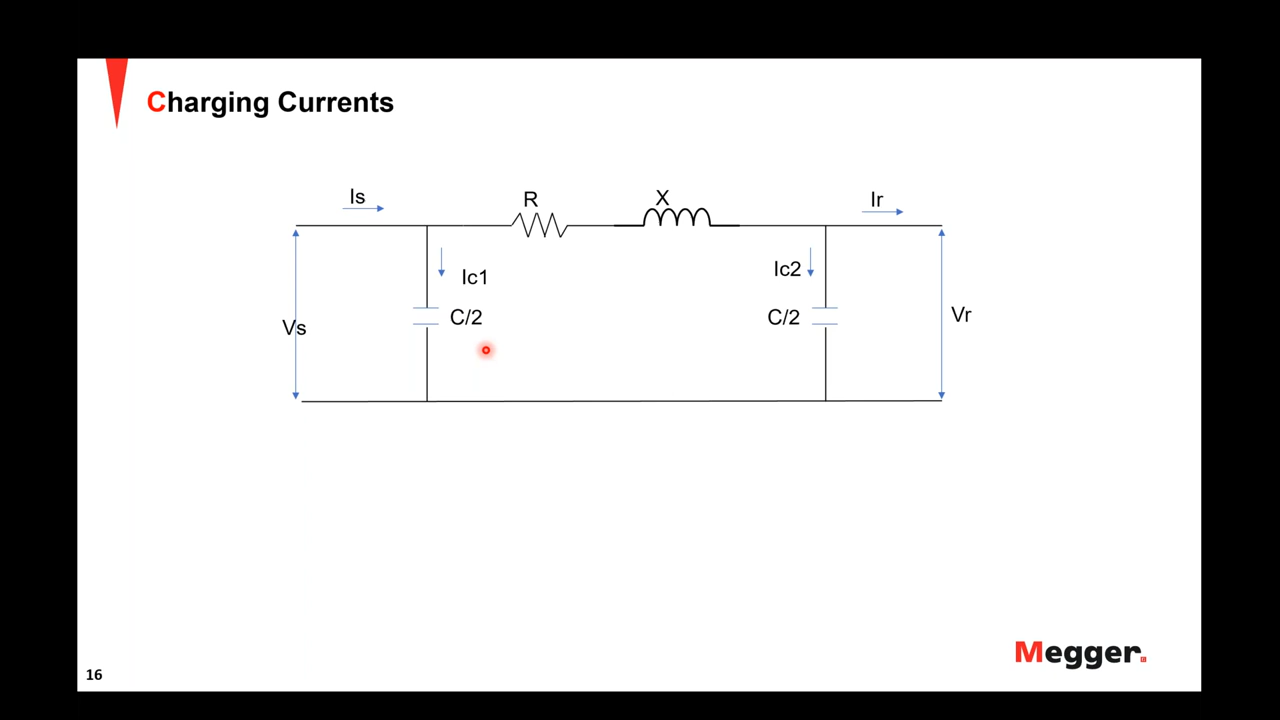 Charging Currents
Is
R
X
Ir
Ic1
Ic2
C/2
C/2
Vs
Vr
Megger
16